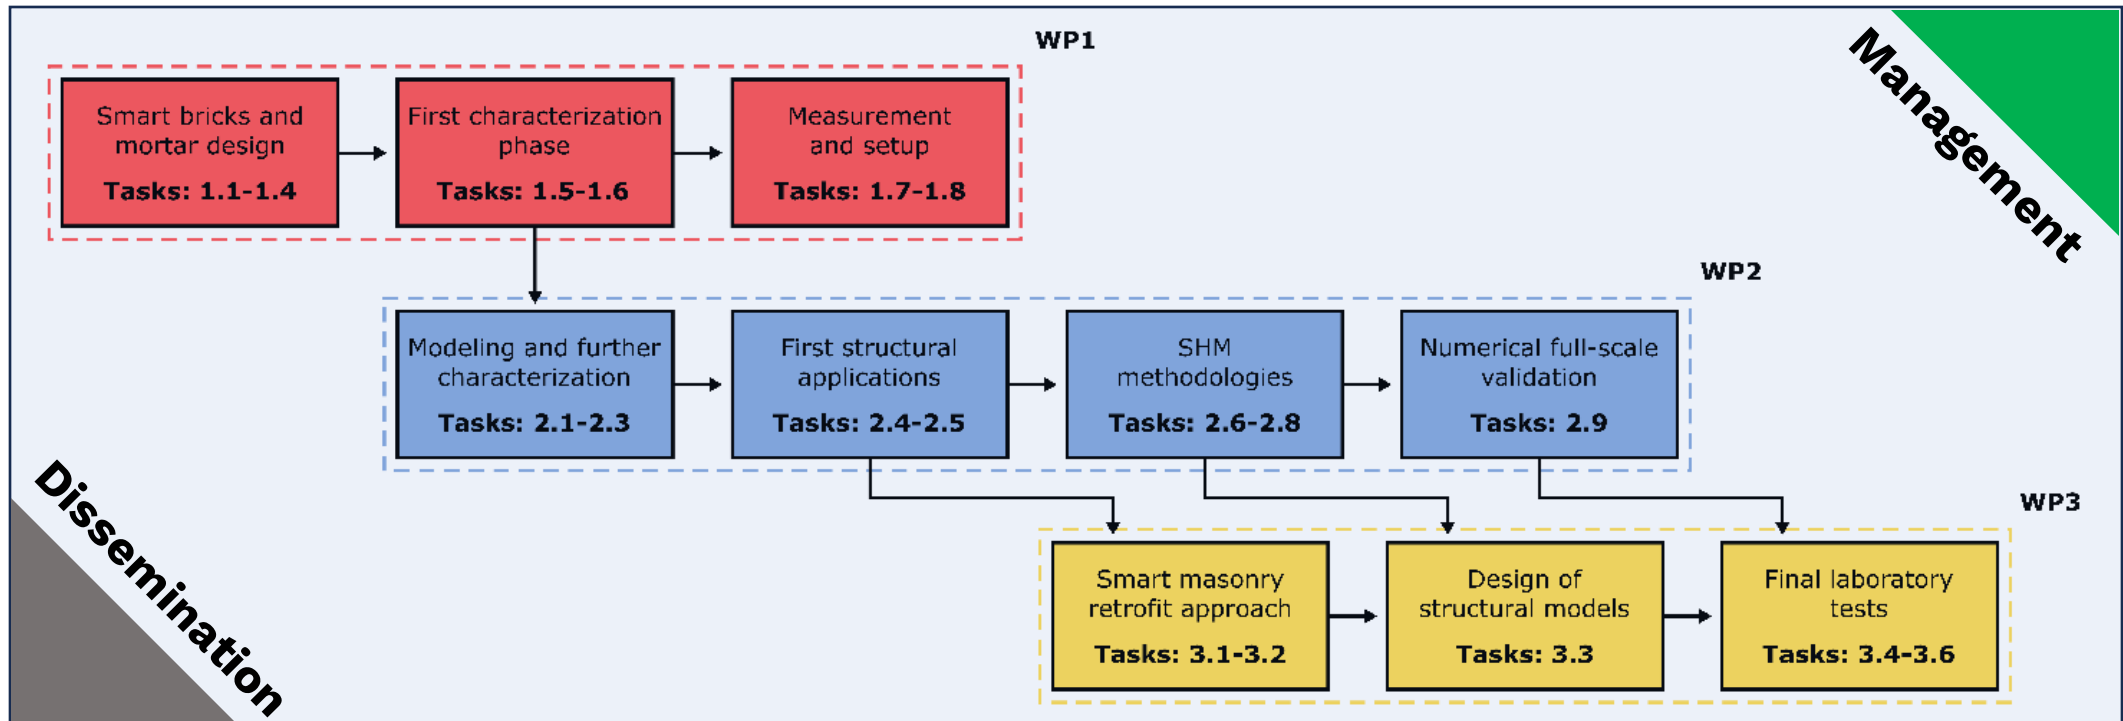 WP1
Management
Smart bricks and
mortar design
Tasks: 1.1-1.4
First characterization
phase
Tasks: 1.5-1.6
Measurement
and setup
Tasks: 1.7-1.8
WP2
Modeling and further
characterization
Tasks: 2.1-2.3
First structural
applications
Tasks: 2.4-2.5
SHM
methodologies
Tasks: 2.6-2.8
Numerical full-scale
validation
Tasks: 2.9
Dissemination
WP3
Smart masonry
retrofit approach
Tasks: 3.1-3.2
Design of
structural models
Tasks: 3.3
Final laboratory
tests
Tasks: 3.4-3.6